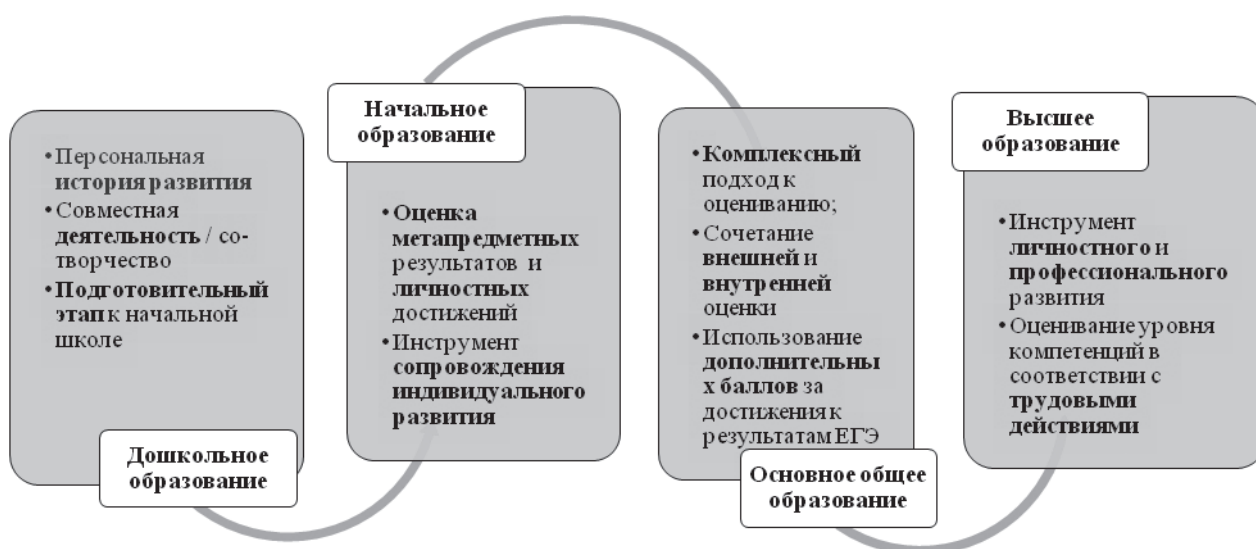 • Персональная
история развития
• Совместная
деятельность / со-
творчество
• Подготовительный
этап к начальной
школе
Дошкольное
образование
Начальное
образование
• Оценка
метапредметных
результатов и
личностных
достижений
• Инструмент
сопровождения
индивидуального
развития
• Комплексный
подход к
оцениванию;
• Сочетание
внешней и
внутренней
оценки
• Использование
дополнительны
х баллов за
достижения к
результатам ЕГЭ
Основное общее
образование
Высшее
образование
• Инструмент
личностного и
профессионального
развития
• Оценивание уровня
компетенций в
соответствии с
трудовыми
действиями